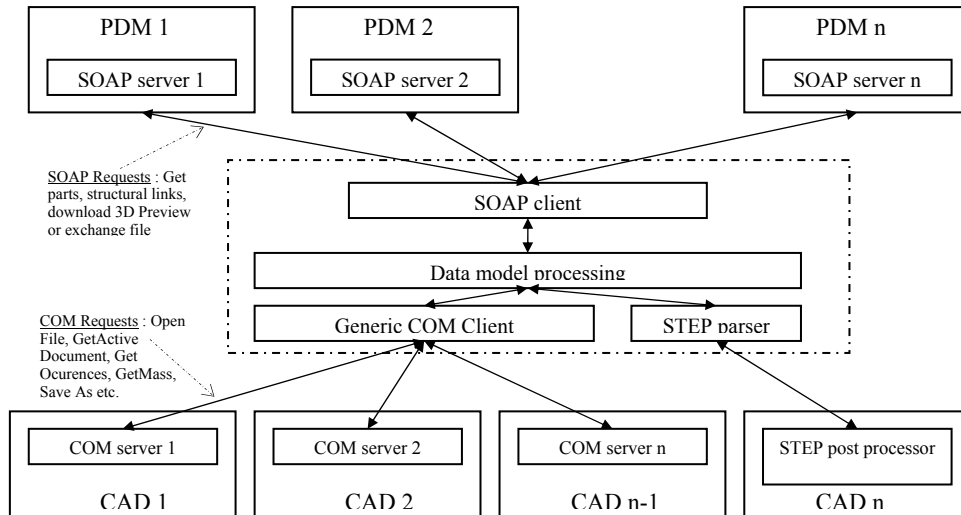 PDM 1
PDM 2
PDM n
SOAP server 1
SOAP server 2
SOAP server n
SOAP Requests : Get
parts, structural links,
download 3D Preview
or exchange file
SOAP client
Data model processing
Generic COM Client
STEP parser
COM Requests : Open
File, GetActive
Document, Get
Ocurences, GetMass,
Save As etc.
COM server 1
COM server 2
COM server n
STEP post processor
CAD 1
CAD 2
CAD n-1
CAD n